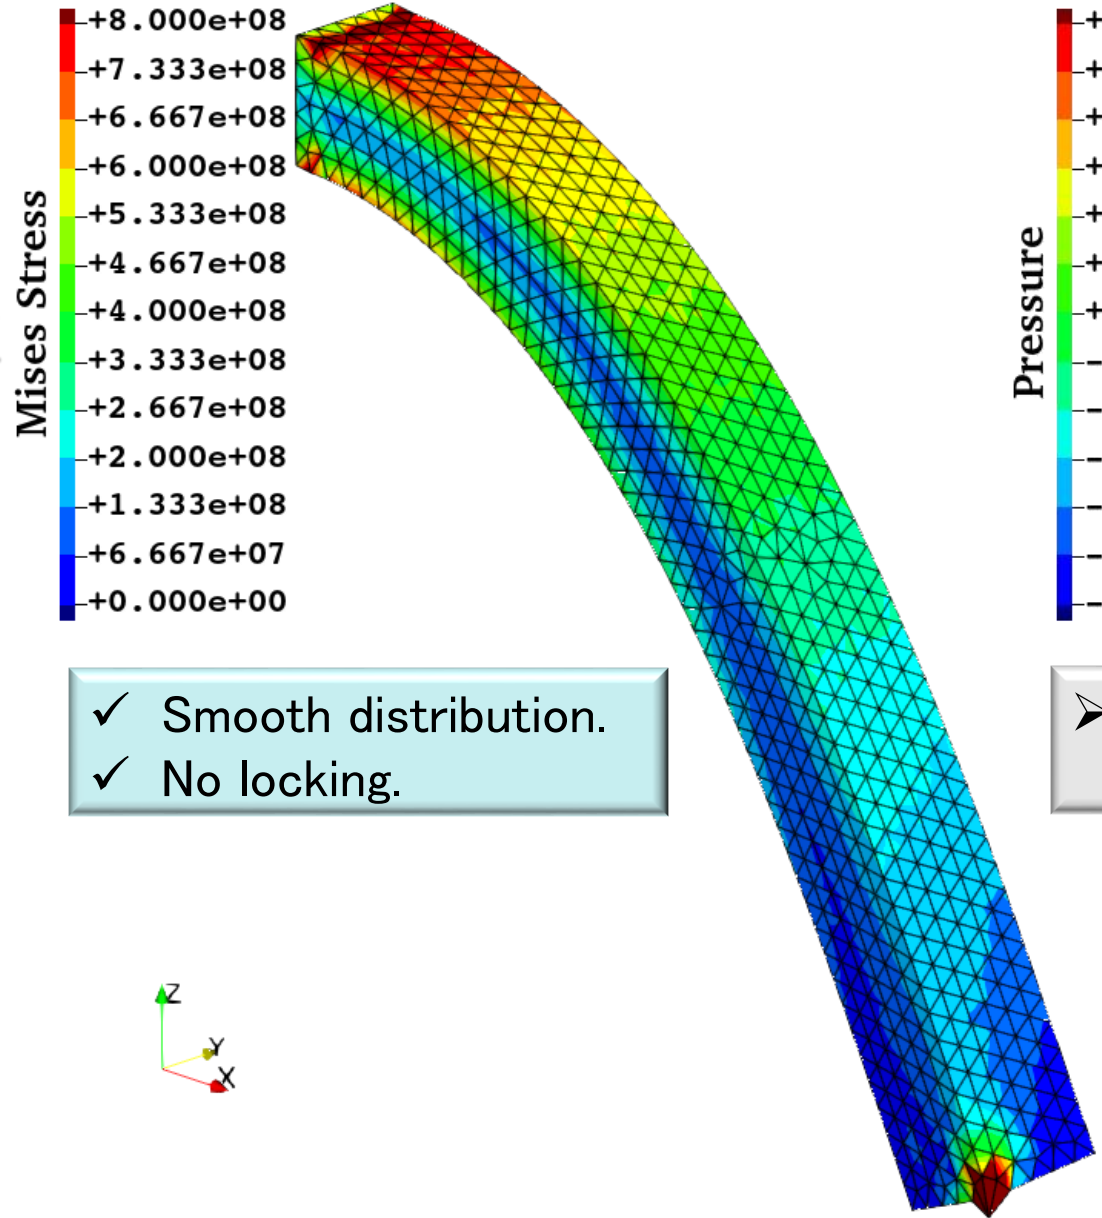 +8.000e+08
+7.333e+08
+6.667e+08
+6.000e+08
+5.333e+08
+4.667e+08
+4.000e+08
+3.333e+08
+2.667e+08
+2.000e+08
+1.333e+08
+6.667e+07
+0.000e+00
Mises Stress
Pressure
+
+
+
+
+
+
+
-
-
-
-
-
-
✓ Smooth distribution.
✓ No locking.
➢
Z
Y
X